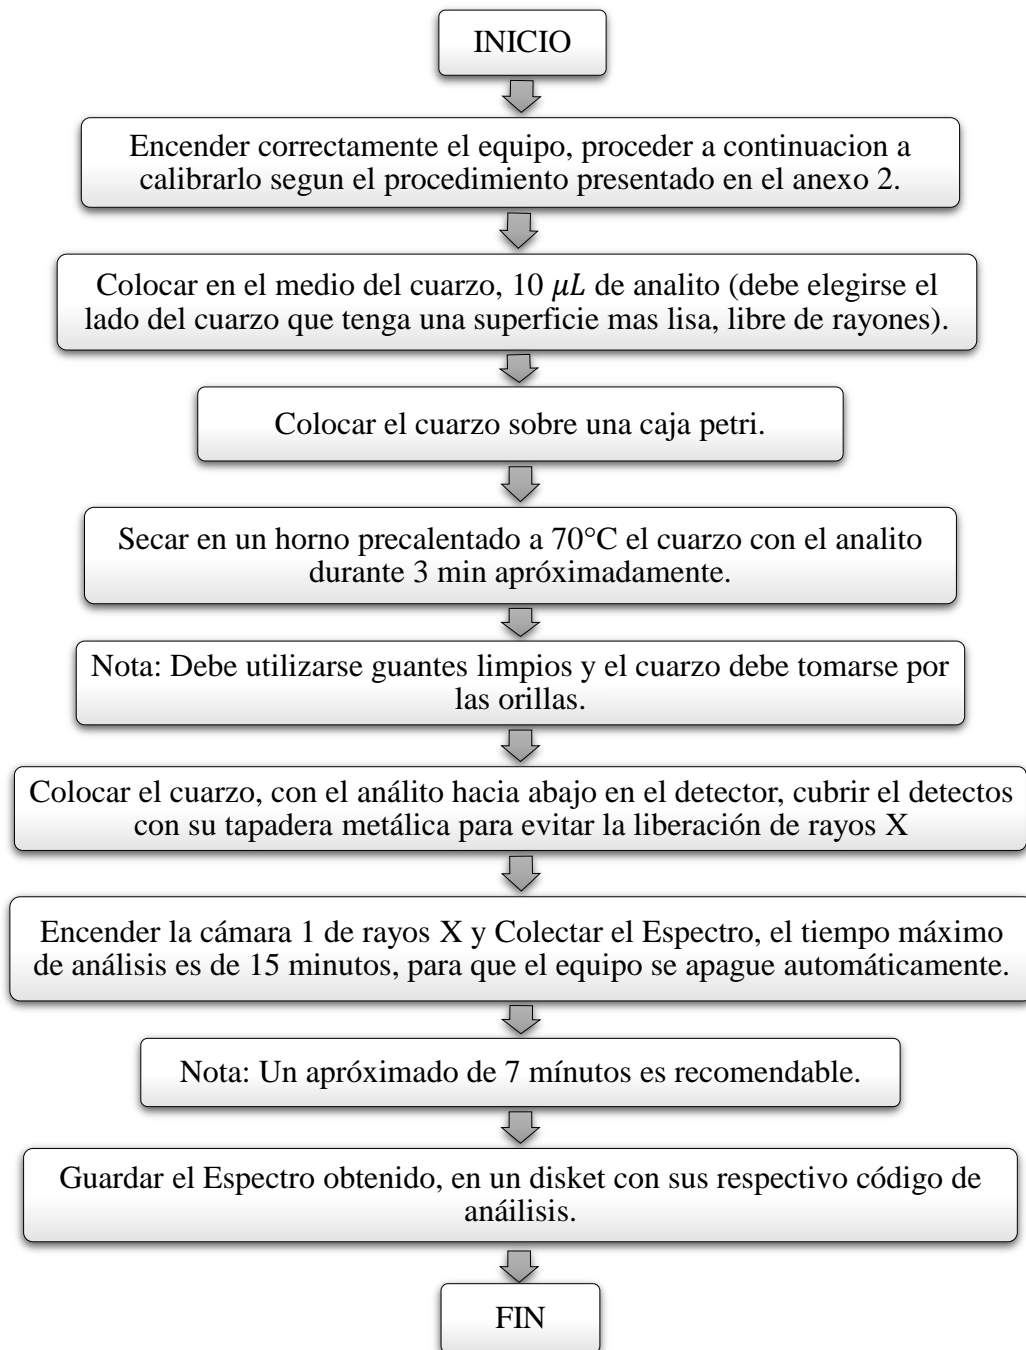 INICIO
Encender correctamente el equipo, proceder a continuacion a
calibrarlo segun el procedimiento presentado en el anexo 2.
Colocar en el medio del cuarzo, 10 μL de analito (debe elegirse el
lado del cuarzo que tenga una superficie mas lisa, libre de rayones).
Colocar el cuarzo sobre una caja petri.
Secar en un horno precalentado a 70°C el cuarzo con el analito
durante 3 min apróximadamente.
Nota: Debe utilizarse guantes limpios y el cuarzo debe tomarse por
las orillas.
Colocar el cuarzo, con el análito hacia abajo en el detector, cubrir el detectos
con su tapadera metálica para evitar la liberación de rayos X
Encender la cámara 1 de rayos X y Colectar el Espectro, el tiempo máximo
de análisis es de 15 minutos, para que el equipo se apague automáticamente.
Nota: Un apróximado de 7 mínutos es recomendable.
Guardar el Espectro obtenido, en un disket con sus respectivo código de
anáilisis.
FIN